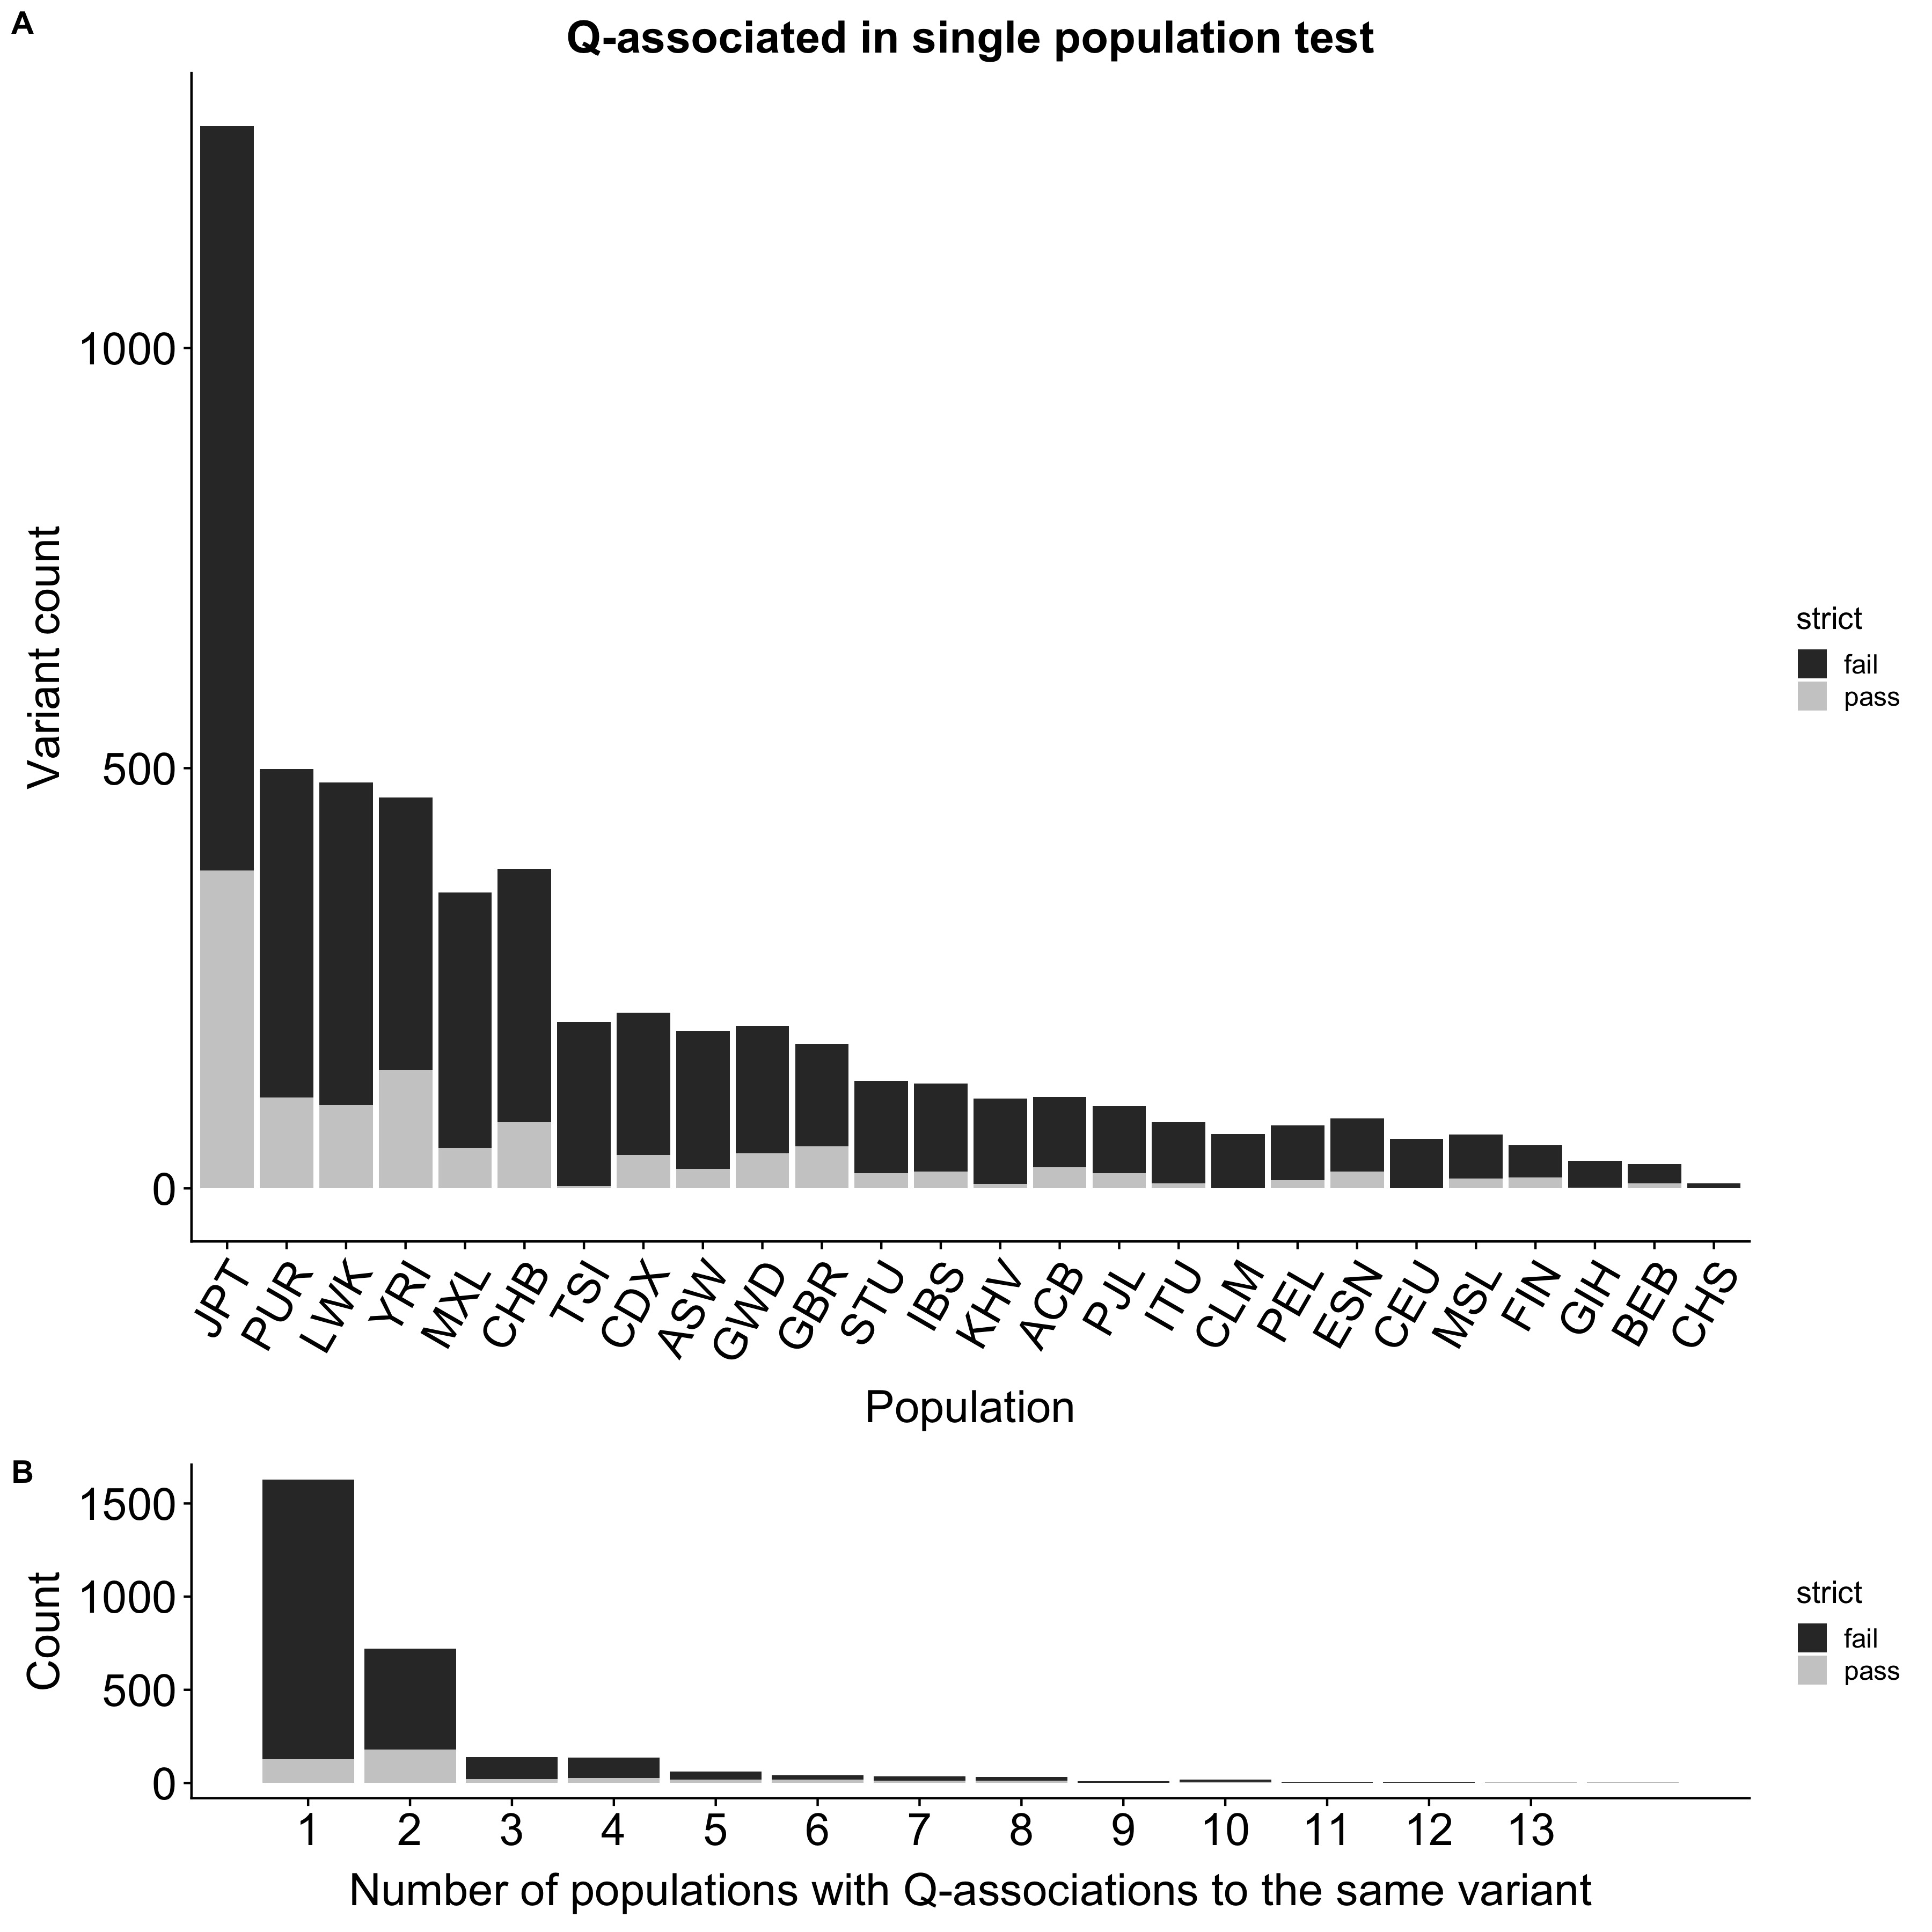 A
Q-associated in single population test
Variant count
1000
500
0
JPT PUR LWK YRI MXL CHB TSI CDX ASW GWD GBR STU IBS KHV ACB PJL ITU CLM PEL ESN CEU MSL FIN GIH BEB CHS
Population
strict
fail
pass
B
Count
1500
1000
500
0
1 2 3 4 5 6 7 8 9 10 11 12 13
Number of populations with Q-associations to the same variant
strict
fail
pass